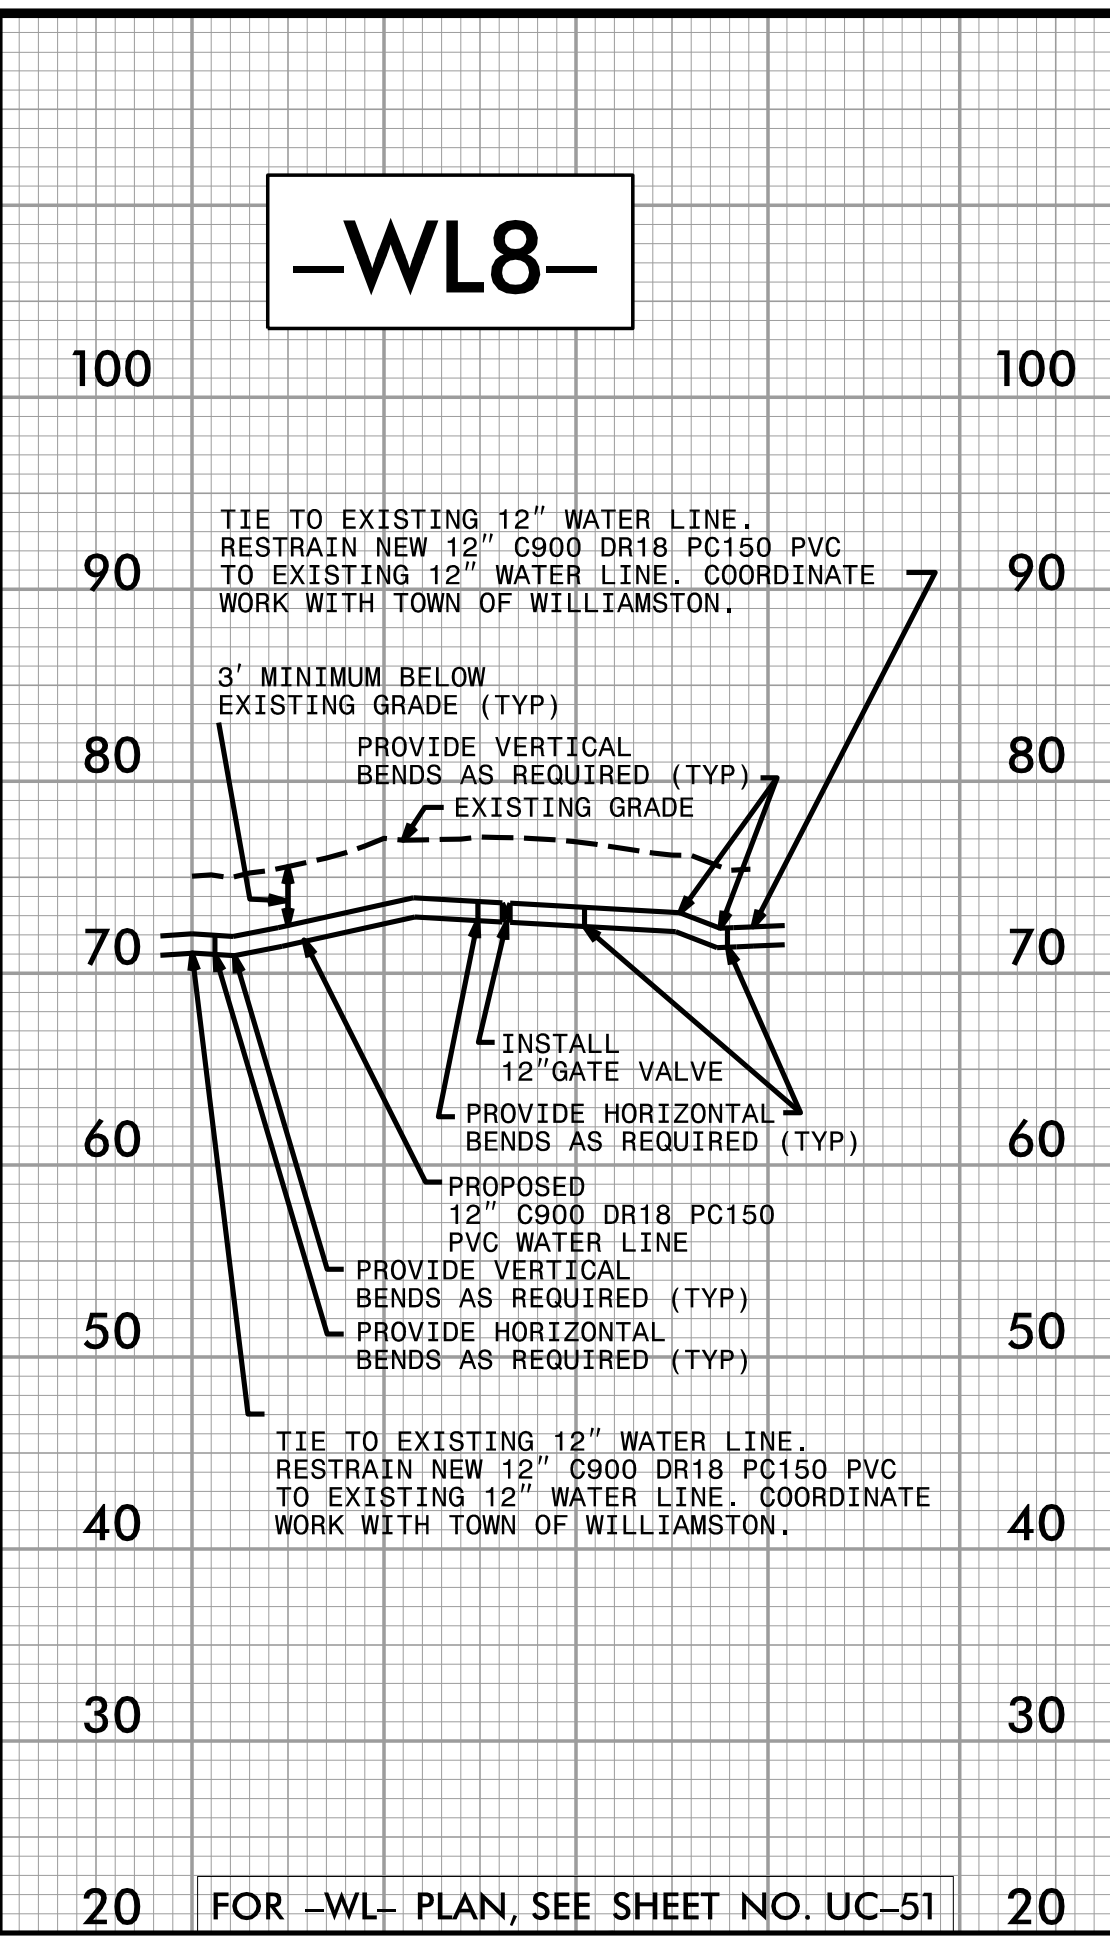 –WL8–
100 100
TIE TO EXISTING 12" WATER LINE.
RESTRAIN NEW 12" C900 DR18 PC150 PVC
TO EXISTING 12" WATER LINE. COORDINATE
WORK WITH TOWN OF WILLIAMSTON.
90 90
3' MINIMUM BELOW
EXISTING GRADE (TYP)
PROVIDE VERTICAL
BENDS AS REQUIRED (TYP)
80 80
EXISTING GRADE
70 70
INSTALL
12"GATE VALVE
PROVIDE HORIZONTAL
BENDS AS REQUIRED (TYP)
60 60
PROPOSED
12" C900 DR18 PC150
PVC WATER LINE
PROVIDE VERTICAL
BENDS AS REQUIRED (TYP)
50 50
PROVIDE HORIZONTAL
BENDS AS REQUIRED (TYP)
TIE TO EXISTING 12" WATER LINE.
RESTRAIN NEW 12" C900 DR18 PC150 PVC
TO EXISTING 12" WATER LINE. COORDINATE
WORK WITH TOWN OF WILLIAMSTON.
40 40
30 30
20 20
FOR –WL– PLAN, SEE SHEET NO. UC–51